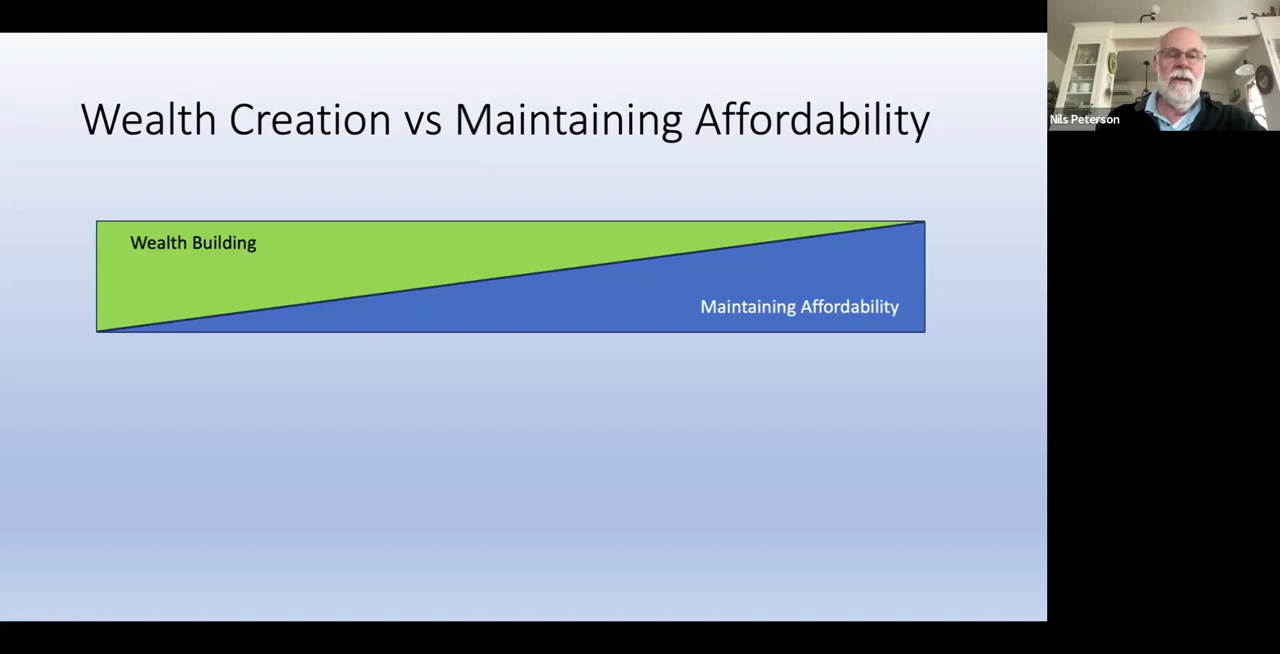 Wealth Creation vs Maintaining Affordability
Wealth Building
Maintaining Affordability
Nils Peterson